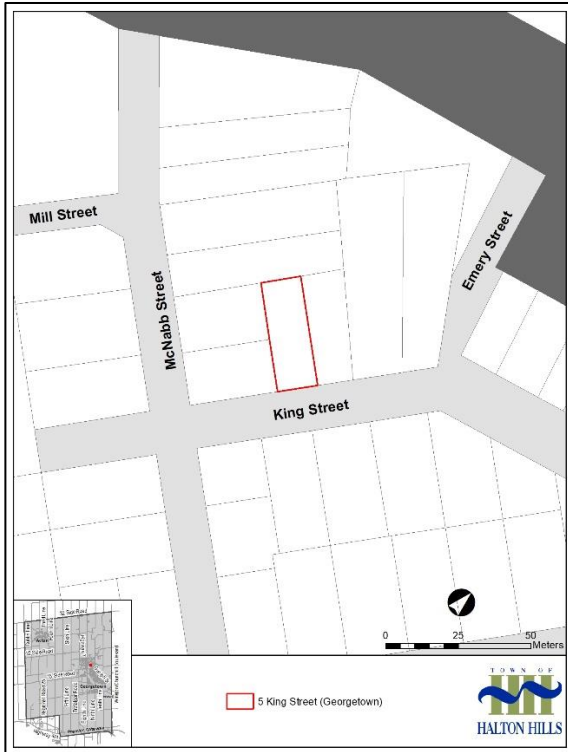 Mill Street
McNabb Street
Emery Street
King Street
0 25 50
Meters
Georgetown
5 King Street (Georgetown)
TOWN OF
HALTON HILLS